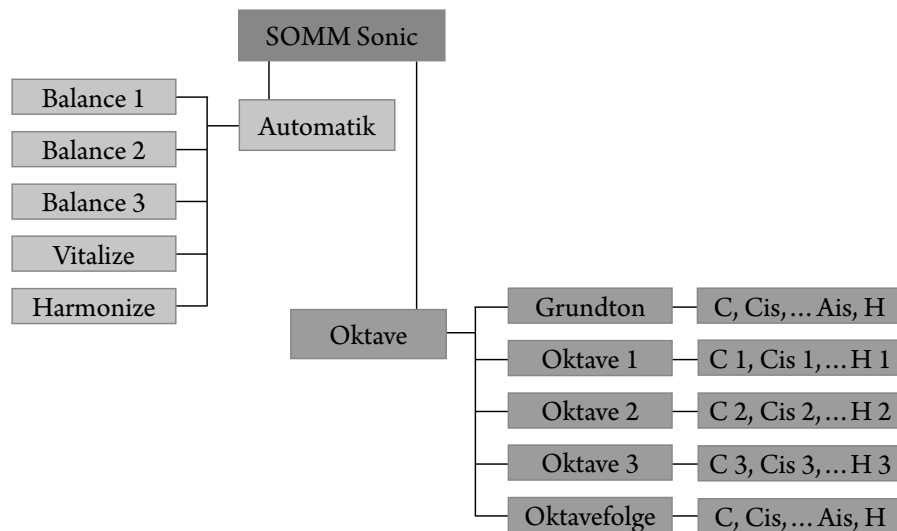 SOMM Sonic
Automatik
Balance 1
Balance 2
Balance 3
Vitalize
Harmonize
Oktave
Grundton
C, Cis,... Ais, H
Oktave 1
C 1, Cis 1,... H 1
Oktave 2
C 2, Cis 2,... H 2
Oktave 3
C 3, Cis 3,... H 3
Oktavefolge
C, Cis,... Ais, H